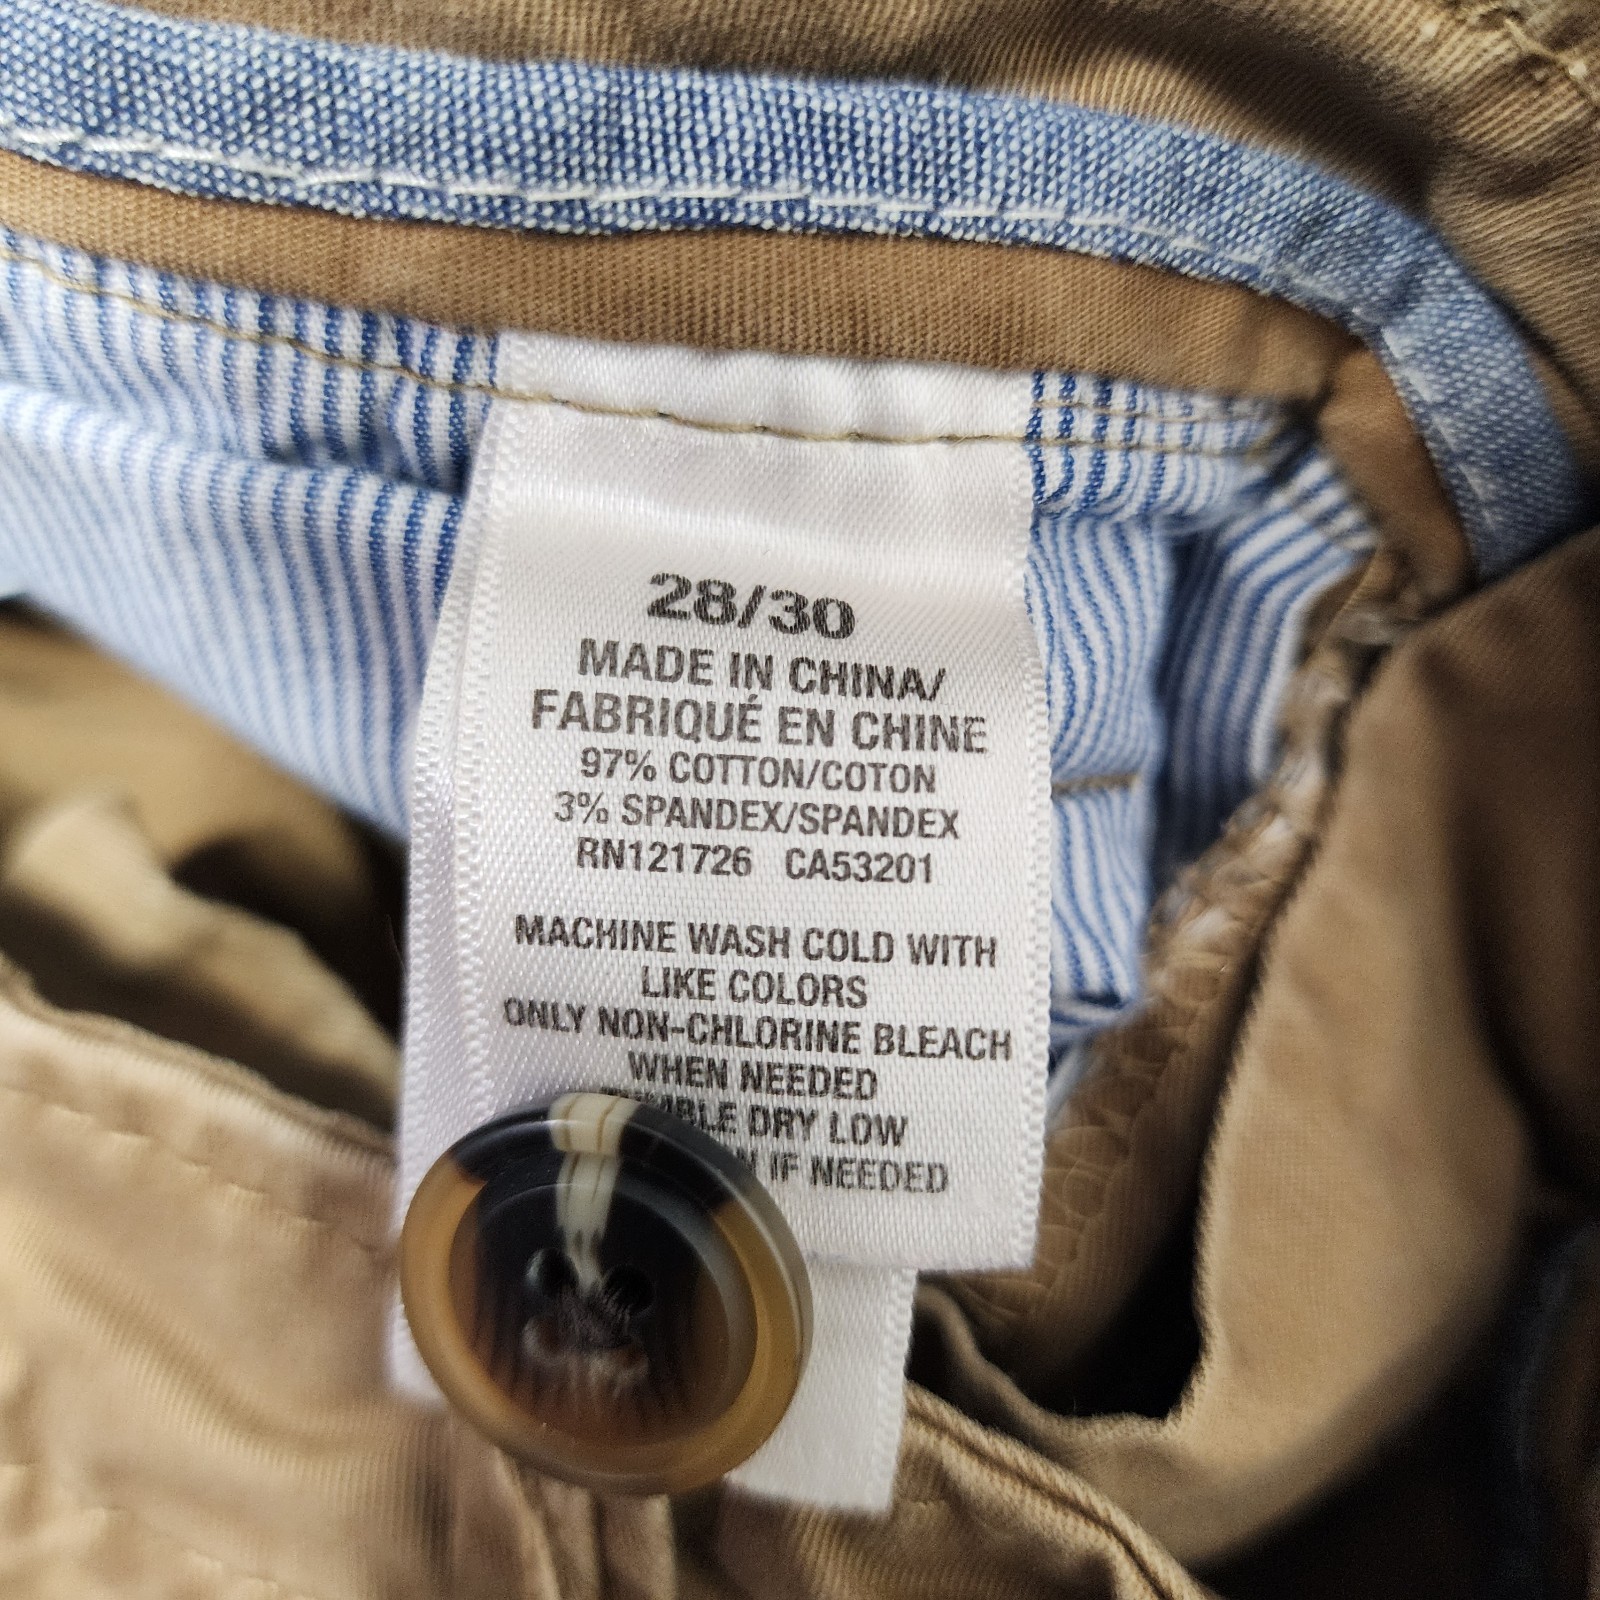 28/30
MADE IN CHINA/
FABRIQUÉ EN CHINE
97% COTTON/COTON
3% SPANDEX/SPANDEX
RN121726 CA53201
MACHINE WASH COLD WITH
LIKE COLORS
ONLY NON-CHLORINE BLEACH
WHEN NEEDED
TUMBLE DRY LOW
IF NEEDED